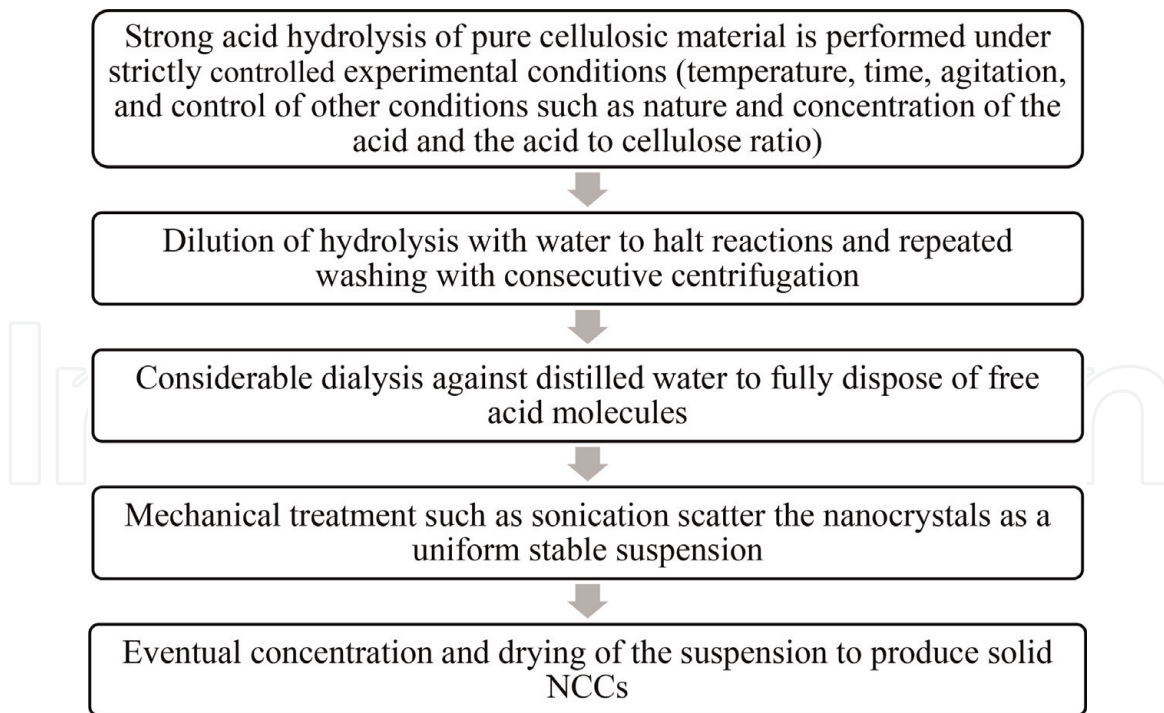 Strong acid hydrolysis of pure cellulosic material is performed under
strictly controlled experimental conditions (temperature, time, agitation,
and control of other conditions such as nature and concentration of the
acid and the acid to cellulose ratio)
Dilution of hydrolysis with water to halt reactions and repeated
washing with consecutive centrifugation
Considerable dialysis against distilled water to fully dispose of free
acid molecules
Mechanical treatment such as sonication scatter the nanocrystals as a
uniform stable suspension
Eventual concentration and drying of the suspension to produce solid
NCCs